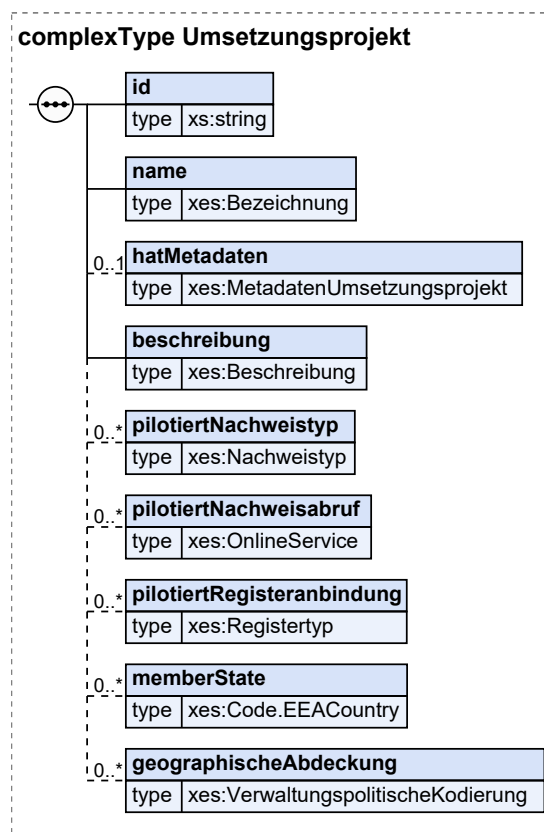 complexType Umsetzungsprojekt
id
type xs:string
name
type xes:Bezeichnung
0..1 hatMetadaten
type xes:MetadatenUmsetzungsprojekt
beschreibung
type xes:Beschreibung
0..* pilotiertNachweistyp
type xes:Nachweistyp
0..* pilotiertNachweisabruf
type xes:OnlineService
0..* pilotiertRegisteranbindung
type xes:Registertyp
0..* memberState
type xes:Code.EEACountry
0..* geographischeAbdeckung
type xes:VerwaltungspolitischeKodierung